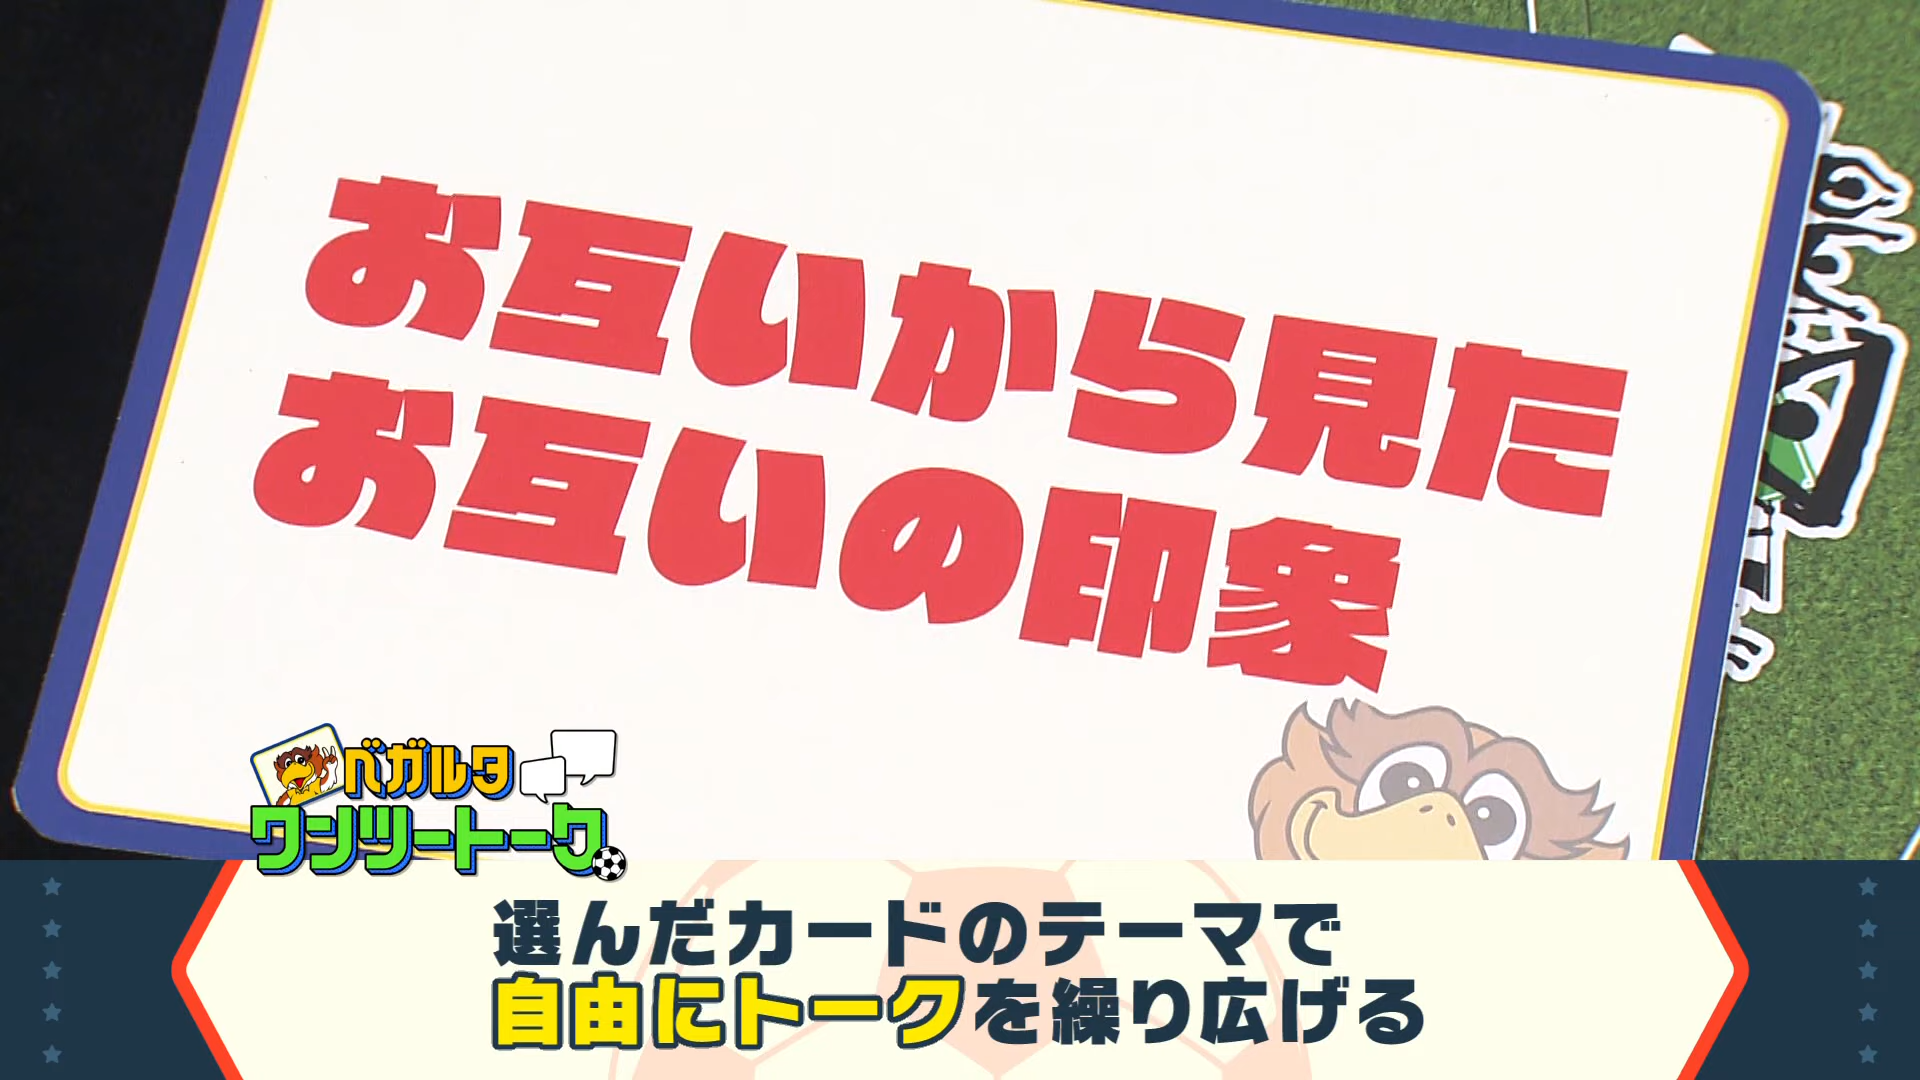 お互いから見た
お互いの印象
ベガルタ
ワンツートーク
選んだカードのテーマで
自由にトークを繰り広げる